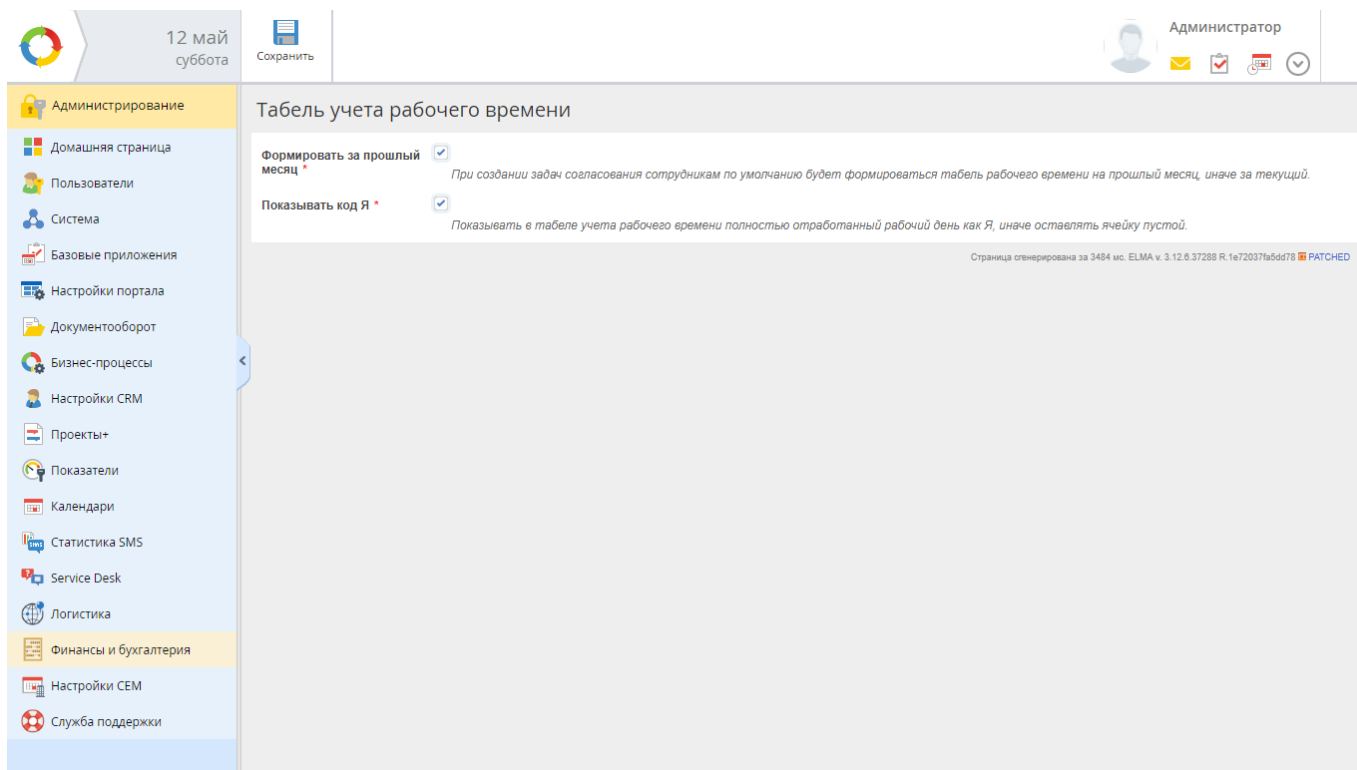 12 май
суббота
Сохранить
Администратор
Администрирование
Домашняя страница
Пользователи
Система
Базовые приложения
Настройки портала
Документооборот
Бизнес-процессы
Настройки CRM
Проекты+
Показатели
Календари
Статистика SMS
Service Desk
Логистика
Финансы и бухгалтерия
Настройки CEM
Служба поддержки
Табель учета рабочего времени
Формировать за прошлый
месяц *
При создании задач согласования сотрудникам по умолчанию будет формироваться табель рабочего времени на прошлый месяц, иначе за текущий.
Показывать код Я *
Показывать в табеле учета рабочего времени полностью отработанный рабочий день как Я, иначе оставлять ячейку пустой.
Страница сгенерирована за 3484 мс. ELMA v. 3.12.6.37288 R.1e72037fa5dd78 PATCHED